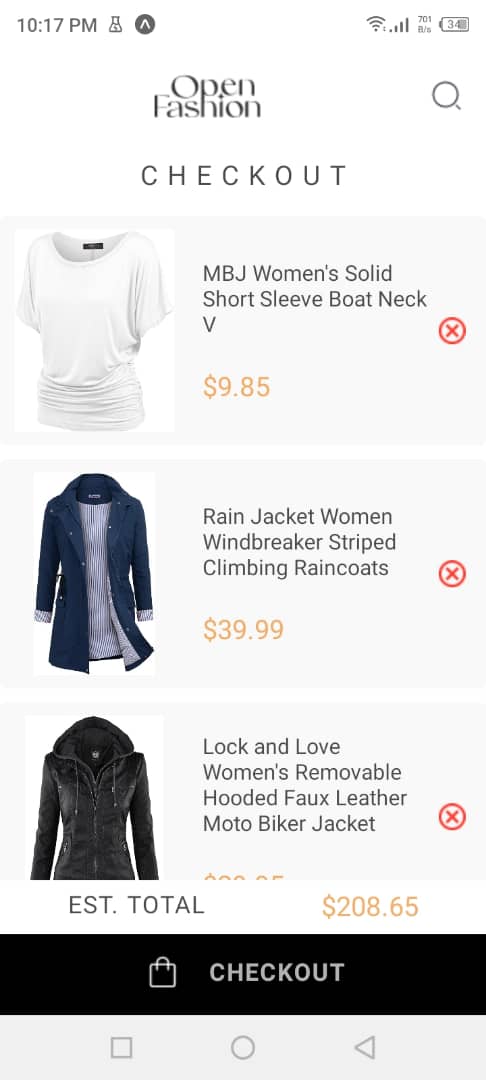 10:17 PM
701
B/s
34
Open
Fashion
CHECKOUT
MBJ Women's Solid
Short Sleeve Boat Neck
V
$9.85
Rain Jacket Women
Windbreaker Striped
Climbing Raincoats
$39.99
Lock and Love
Women's Removable
Hooded Faux Leather
Moto Biker Jacket
EST. TOTAL
$208.65
CHECKOUT